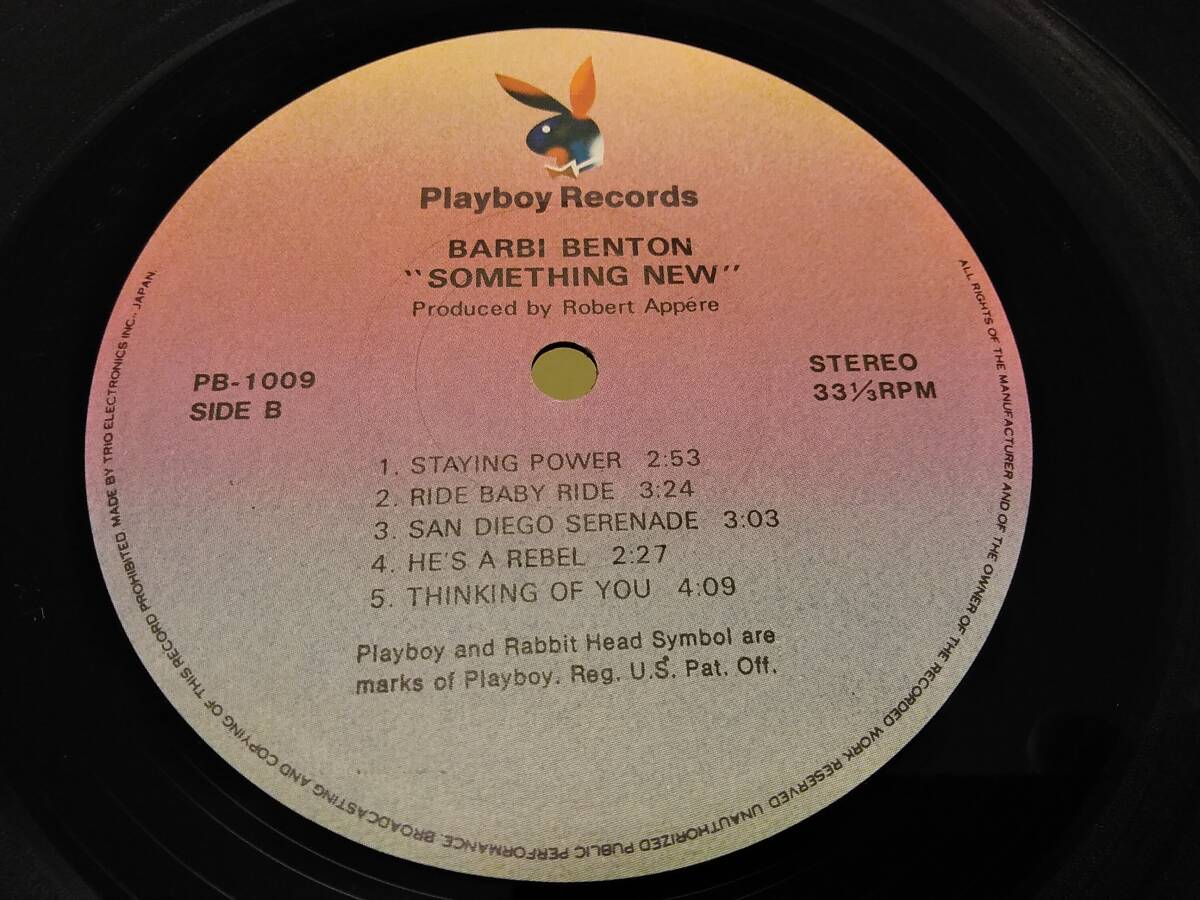 Playboy Records
BARBI BENTON
"SOMETHING NEW"
Produced by Robert Appére
PB-1009
SIDE B
STEREO
33 1/3 RPM
1. STAYING POWER 2:53
2. RIDE BABY RIDE 3:24
3. SAN DIEGO SERENADE 3:03
4. HE'S A REBEL 2:27
5. THINKING OF YOU 4:09
Playboy and Rabbit Head Symbol are
marks of Playboy. Reg. U.S. Pat. Off.
ALL RIGHTS OF THE MANUFACTURER AND OF THE OWNER OF THE RECORDED WORK RESERVED UNAUTHORIZED PUBLIC PERFORMANCE. BROADCASTING AND COPYING OF THIS RECORD PROHIBITED. MADE BY TRIO ELECTRONICS INC., JAPAN.